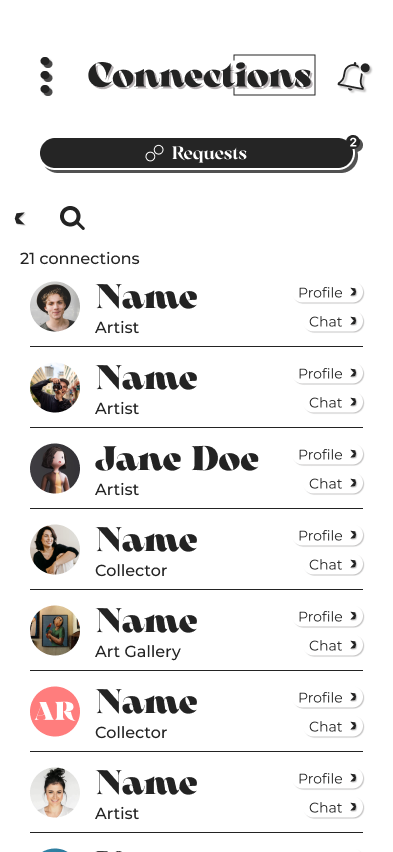 Connections
Requests
2
21 connections
Name
Artist
Profile
Chat
Name
Artist
Profile
Chat
Jane Doe
Artist
Profile
Chat
Name
Collector
Profile
Chat
Name
Art Gallery
Profile
Chat
AR
Name
Collector
Profile
Chat
Name
Artist
Profile
Chat